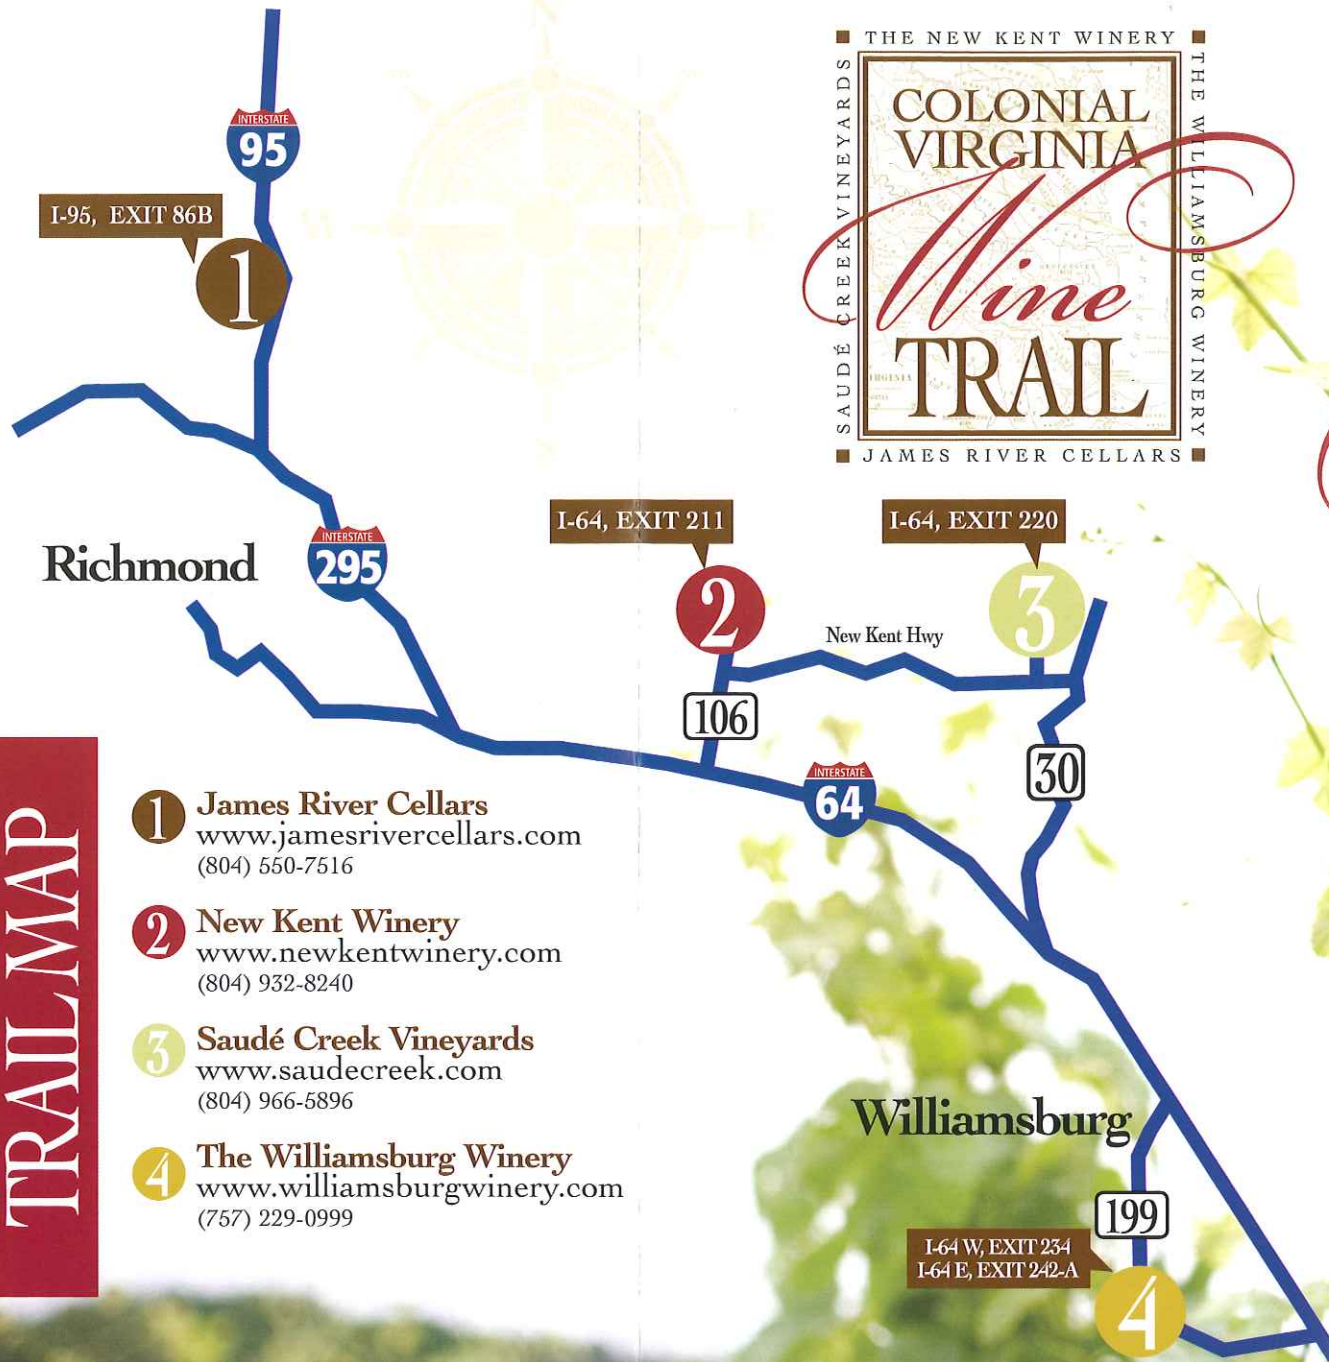 THE NEW KENT WINERY
SAUDÉ CREEK VINEYARDS
THE WILLIAMSBURG WINERY
COLONIAL
VIRGINIA
Wine
TRAIL
JAMES RIVER CELLARS
N
W
E
S
INTERSTATE
95
I-95, EXIT 86B
1
Richmond
INTERSTATE
295
I-64, EXIT 211
2
New Kent Hwy
106
I-64, EXIT 220
3
30
INTERSTATE
64
TRAIL MAP
1 James River Cellars
www.jamesrivercellars.com
(804) 550-7516
2 New Kent Winery
www.newkentwinery.com
(804) 932-8240
3 Saudé Creek Vineyards
www.saudecreek.com
(804) 966-5896
4 The Williamsburg Winery
www.williamsburgwinery.com
(757) 229-0999
Williamsburg
199
I-64 W, EXIT 234
I-64 E, EXIT 242-A
4